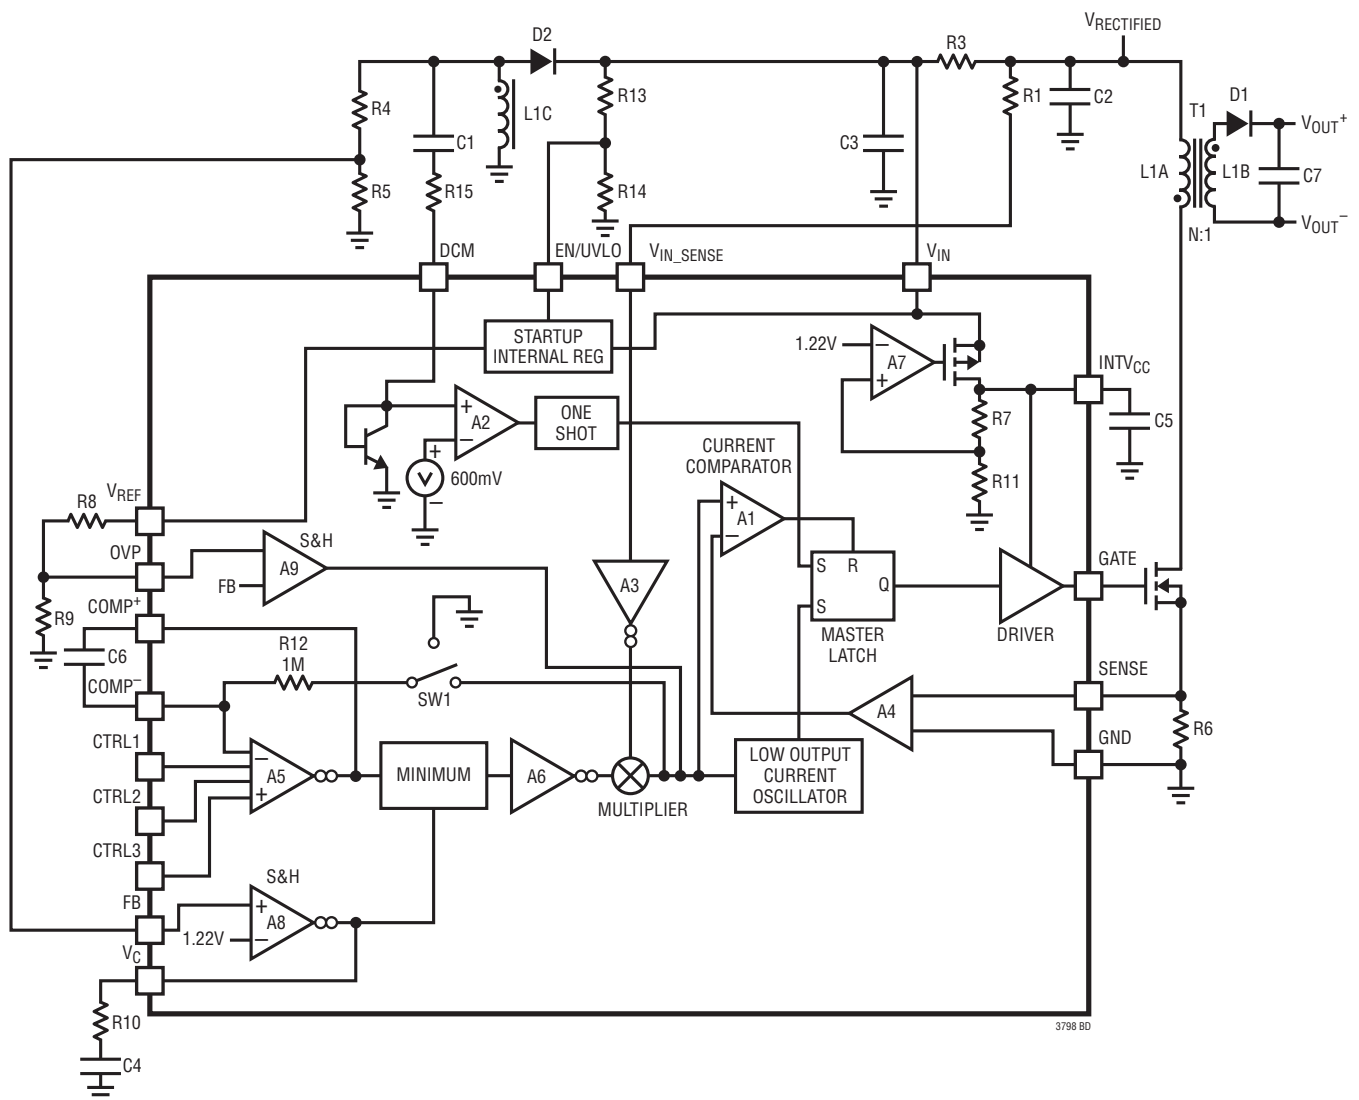 VRECTIFIED
D2
R3
R4
C1
L1C
R13
R1
C2
T1
D1
VOUT+
C3
L1A
L1B
C7
R5
R15
R14
VOUT–
N:1
DCM
EN/UVLO
VIN_SENSE
VIN
STARTUP
INTERNAL REG
1.22V
–
A7
+
INTVCC
ONE
SHOT
+
A2
–
R7
C5
CURRENT
COMPARATOR
+
V
–
600mV
R11
VREF
R8
+
A1
–
OVP
S&H
A9
FB
A3
S
R
Q
S
GATE
R9
COMP+
MASTER
LATCH
DRIVER
C6
R12
1M
COMP–
SW1
SENSE
A4
R6
CTRL1
–
A5
+
MINIMUM
A6
MULTIPLIER
LOW OUTPUT
CURRENT
OSCILLATOR
GND
CTRL2
CTRL3
S&H
FB
+
A8
–
1.22V
VC
R10
3798 BD
C4